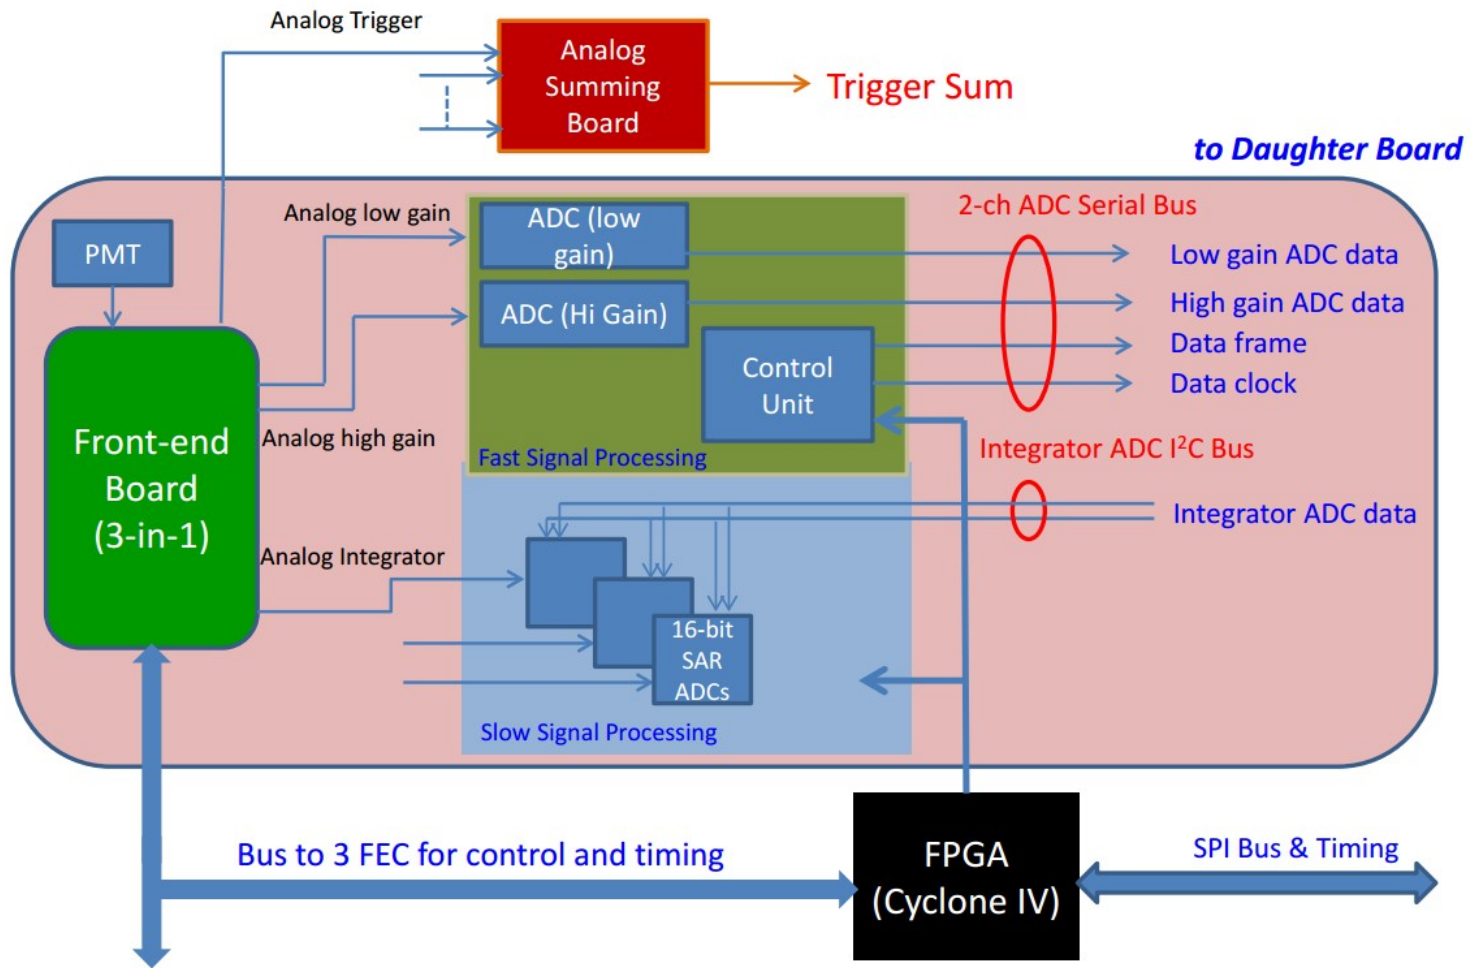 Analog Trigger
Analog
Summing
Board
Trigger Sum
to Daughter Board
PMT
Analog low gain
ADC (low
gain)
2-ch ADC Serial Bus
Low gain ADC data
ADC (Hi Gain)
High gain ADC data
Data frame
Control
Unit
Data clock
Front-end
Board
(3-in-1)
Analog high gain
Fast Signal Processing
Integrator ADC I²C Bus
Integrator ADC data
Analog Integrator
16-bit
SAR
ADCs
Slow Signal Processing
Bus to 3 FEC for control and timing
FPGA
(Cyclone IV)
SPI Bus & Timing